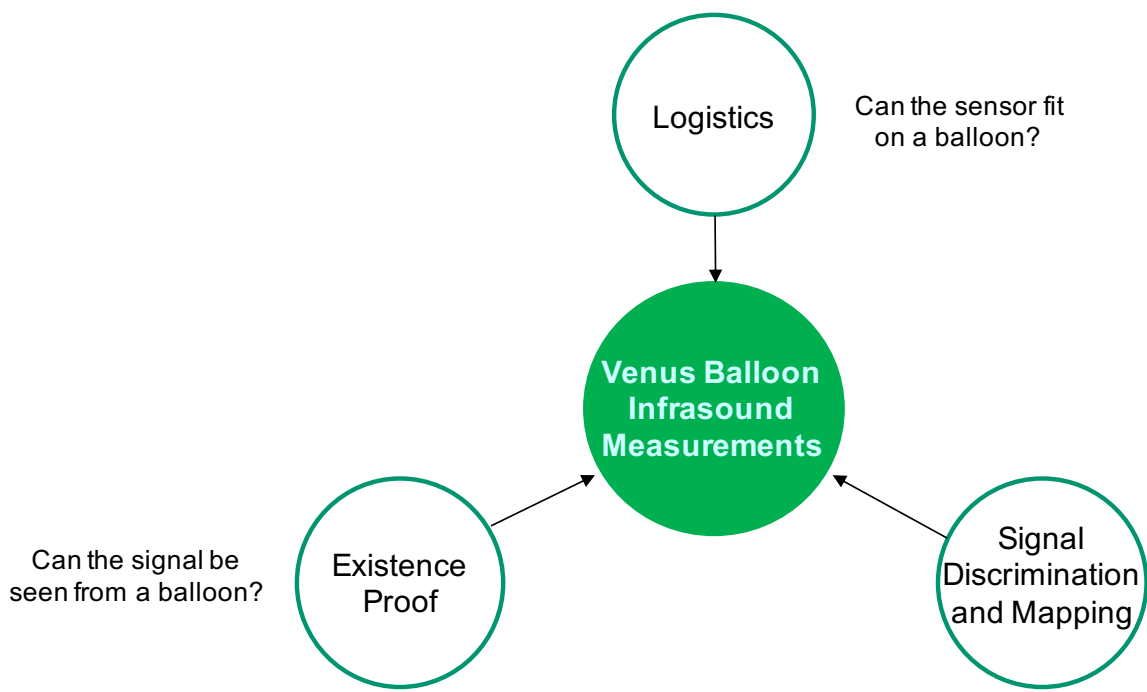 Logistics
Can the sensor fit
on a balloon?
Venus Balloon
Infrasound
Measurements
Can the signal be
seen from a balloon?
Existence
Proof
Signal
Discrimination
and Mapping